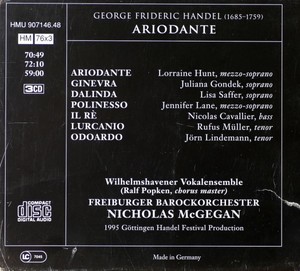 HMU 907146.48
HM 76x3
70:49
72:10
59:00
3CD
GEORGE FRIDERIC HANDEL (1685-1759)
ARIODANTE
ARIODANTE Lorraine Hunt, mezzo-soprano
GINEVRA Juliana Gondek, soprano
DALINDA Lisa Saffer, soprano
POLINESSO Jennifer Lane, mezzo-soprano
IL RÈ Nicolas Cavallier, bass
LURCANIO Rufus Müller, tenor
ODOARDO Jörn Lindemann, tenor
Wilhelmshavener Vokalensemble
(Ralf Popken, chorus master)
FREIBURGER BAROCKORCHESTER
NICHOLAS McGEGAN
1995 Göttingen Handel Festival Production
COMPACT
disc
DIGITAL AUDIO
LC 7045
Made in Germany